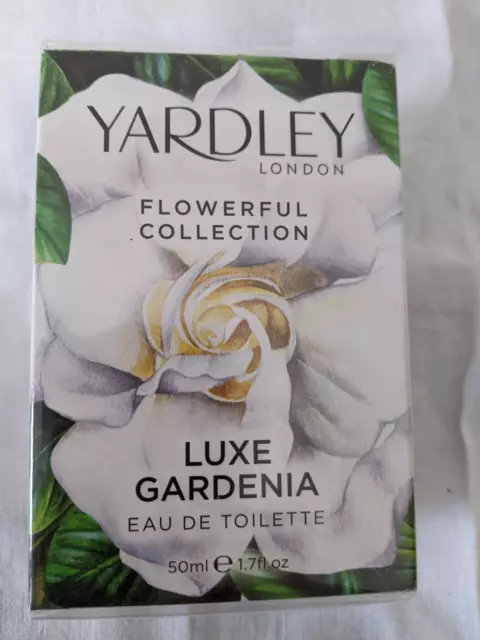 YARDLEY
LONDON
FLOWERFUL
COLLECTION
LUXE
GARDENIA
EAU DE TOILETTE
50ml ℮ 1.7fl.oz